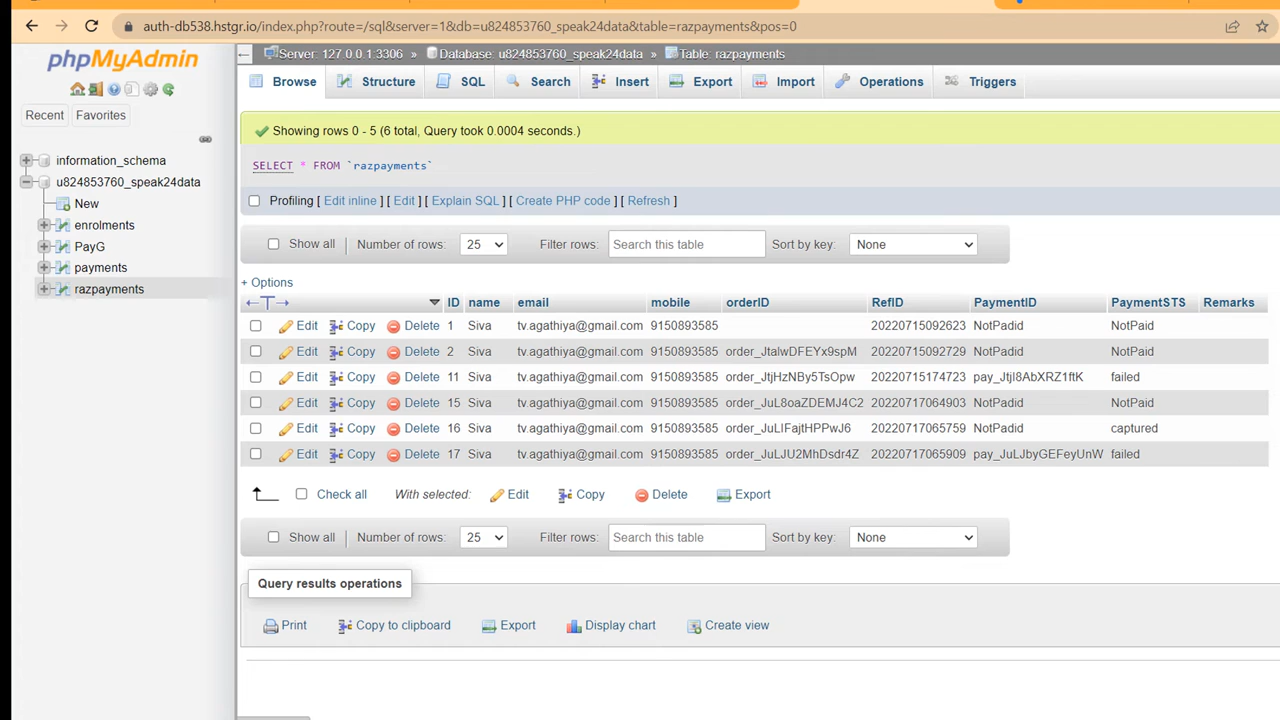 auth-db538.hstgr.io/index.php?route=/sql&server=1&db=u824853760_speak24data&table=razpayments&pos=0
phpMyAdmin
Recent Favorites
information_schema
u824853760_speak24data
New
enrolments
PayG
payments
razpayments
Server: 127.0.0.1:3306 » Database: u824853760_speak24data » Table: razpayments
Browse Structure SQL Search Insert Export Import Operations Triggers
Showing rows 0 - 5 (6 total, Query took 0.0004 seconds.)
SELECT * FROM `razpayments`
Profiling [ Edit inline ] [ Edit ] [ Explain SQL ] [ Create PHP code ] [ Refresh ]
Show all Number of rows: 25 Filter rows: Search this table Sort by key: None
+ Options
←T→ ID name email mobile orderID RefID PaymentID PaymentSTS Remarks
Edit Copy Delete 1 Siva tv.agathiya@gmail.com 9150893585 20220715092623 NotPadid NotPaid
Edit Copy Delete 2 Siva tv.agathiya@gmail.com 9150893585 order_JtalwDFEYx9spM 20220715092729 NotPadid NotPaid
Edit Copy Delete 11 Siva tv.agathiya@gmail.com 9150893585 order_JtjHzNBy5TsOpw 20220715174723 pay_JtjI8AbXRZ1ftK failed
Edit Copy Delete 15 Siva tv.agathiya@gmail.com 9150893585 order_JuL8oaZDEMJ4C2 20220717064903 NotPadid NotPaid
Edit Copy Delete 16 Siva tv.agathiya@gmail.com 9150893585 order_JuLIFajtHPPwJ6 20220717065759 NotPadid captured
Edit Copy Delete 17 Siva tv.agathiya@gmail.com 9150893585 order_JuLJU2MhDsdr4Z 20220717065909 pay_JuLJbyGEFeyUnW failed
Check all With selected: Edit Copy Delete Export
Show all Number of rows: 25 Filter rows: Search this table Sort by key: None
Query results operations
Print Copy to clipboard Export Display chart Create view